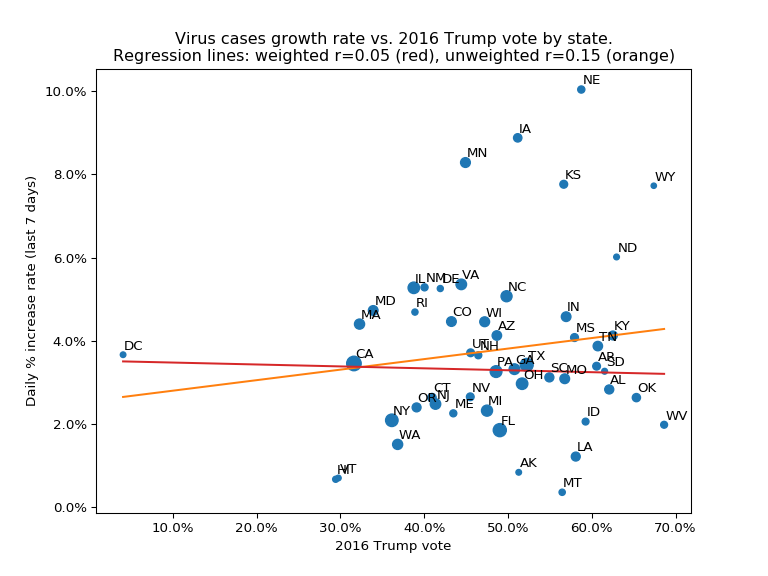 Virus cases growth rate vs. 2016 Trump vote by state.
Regression lines: weighted r=0.05 (red), unweighted r=0.15 (orange)
Daily % increase rate (last 7 days)
10.0%
8.0%
6.0%
4.0%
2.0%
0.0%
NE
IA
MN
KS
WY
ND
IL
NM
DE
VA
NC
MD
RI
MA
CO
WI
IN
AZ
MS
KY
TN
DC
CA
UT
NH
PA
GA
TX
AR
SD
OH
SC
MO
AL
OK
CT
NV
OR
NJ
ME
MI
NY
FL
ID
WV
WA
LA
HI
VT
AK
MT
10.0%
20.0%
30.0%
40.0%
50.0%
60.0%
70.0%
2016 Trump vote